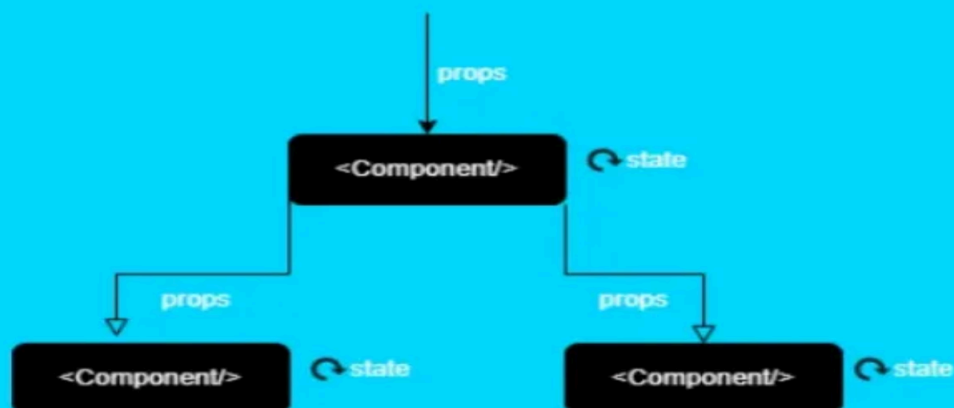 props
<Component/>
state
props
props
<Component/>
state
<Component/>
state